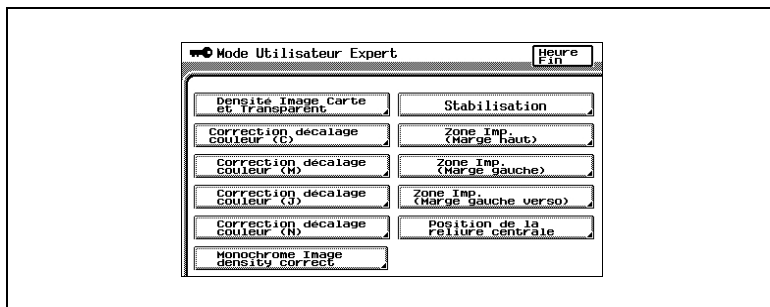 Mode Utilisateur Expert
Heure
Fin
Densité Image Carte
et Transparent
Stabilisation
Correction décalage
couleur (C)
Zone Imp.
(Marge haut)
Correction décalage
couleur (M)
Zone Imp.
(Marge gauche)
Correction décalage
couleur (J)
Zone Imp.
(Marge gauche verso)
Correction décalage
couleur (N)
Position de la
reliure centrale
Monochrome Image
density correct